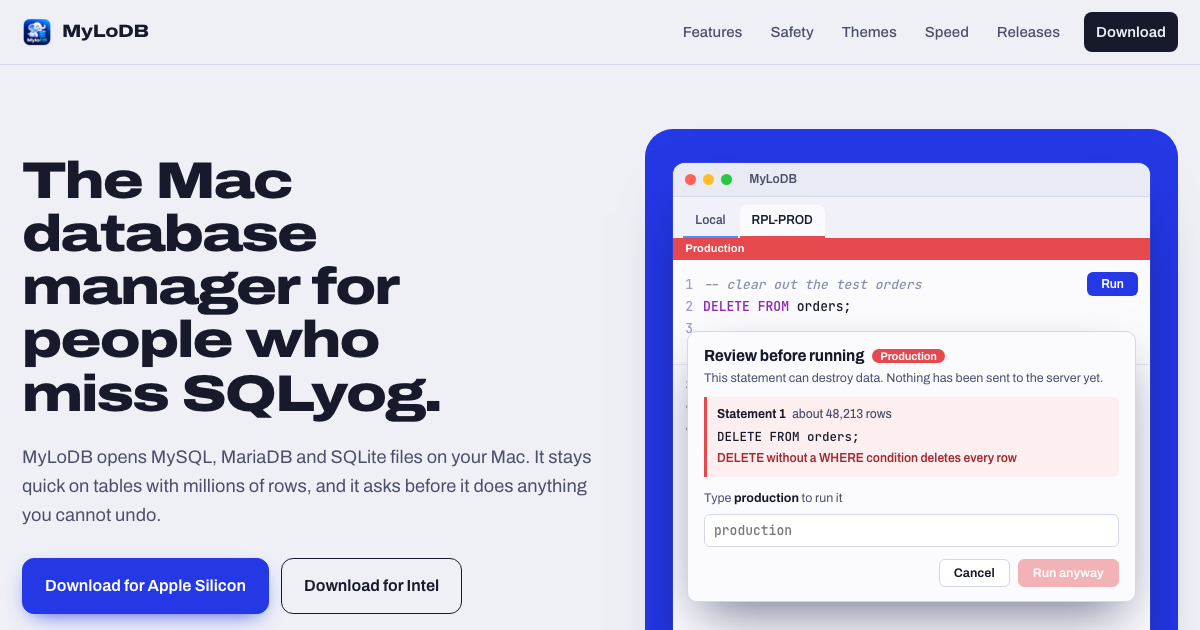 MyLoDB
Features
Safety
Themes
Speed
Releases
Download
The Mac
database
manager for
people who
miss SQLyog.
MyLoDB opens MySQL, MariaDB and SQLite files on your Mac. It stays
quick on tables with millions of rows, and it asks before it does anything
you cannot undo.
Download for Apple Silicon
Download for Intel
MyLoDB
Local
RPL-PROD
Production
1 -- clear out the test orders
Run
2 DELETE FROM orders;
3
Review before running
Production
This statement can destroy data. Nothing has been sent to the server yet.
Statement 1 about 48,213 rows
DELETE FROM orders;
DELETE without a WHERE condition deletes every row
Type production to run it
production
Cancel
Run anyway